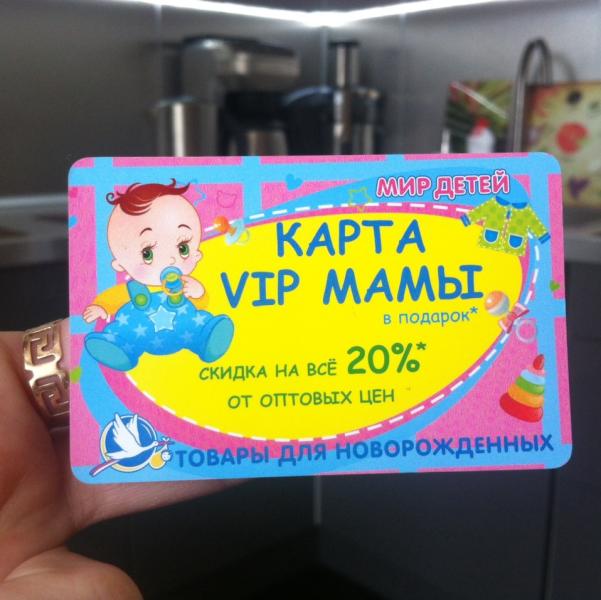 МИР ДЕТЕЙ
КАРТА
VIP МАМЫ
в подарок*
СКИДКА НА ВСЁ 20%*
ОТ ОПТОВЫХ ЦЕН
ТОВАРЫ ДЛЯ НОВОРОЖДЕННЫХ